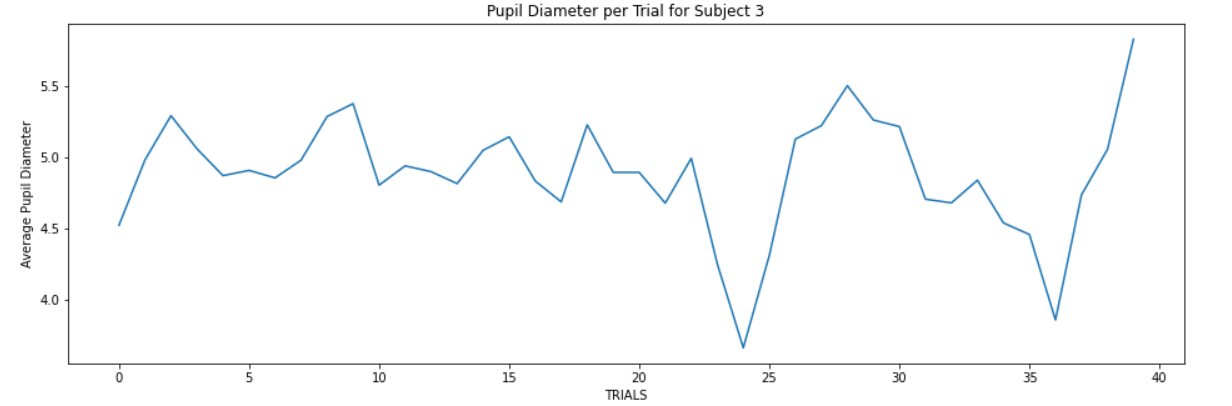 Pupil Diameter per Trial for Subject 3
Average Pupil Diameter
5.5
5.0
4.5
4.0
0 5 10 15 20 25 30 35 40
TRIALS